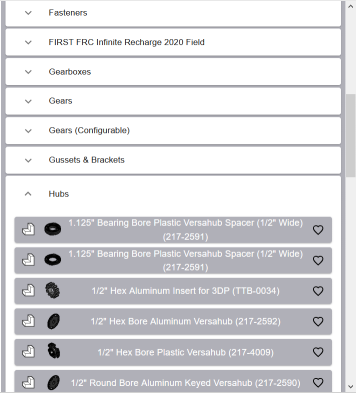 Fasteners
FIRST FRC Infinite Recharge 2020 Field
Gearboxes
Gears
Gears (Configurable)
Gussets & Brackets
Hubs
1.125" Bearing Bore Plastic Versahub Spacer (1/2" Wide)
(217-2591)
1.125" Bearing Bore Plastic Versahub Spacer (1/2" Wide)
(217-2591)
1/2" Hex Aluminum Insert for 3DP (TTB-0034)
1/2" Hex Bore Aluminum Versahub (217-2592)
1/2" Hex Bore Plastic Versahub (217-4009)
1/2" Round Bore Aluminum Keyed Versahub (217-2590)